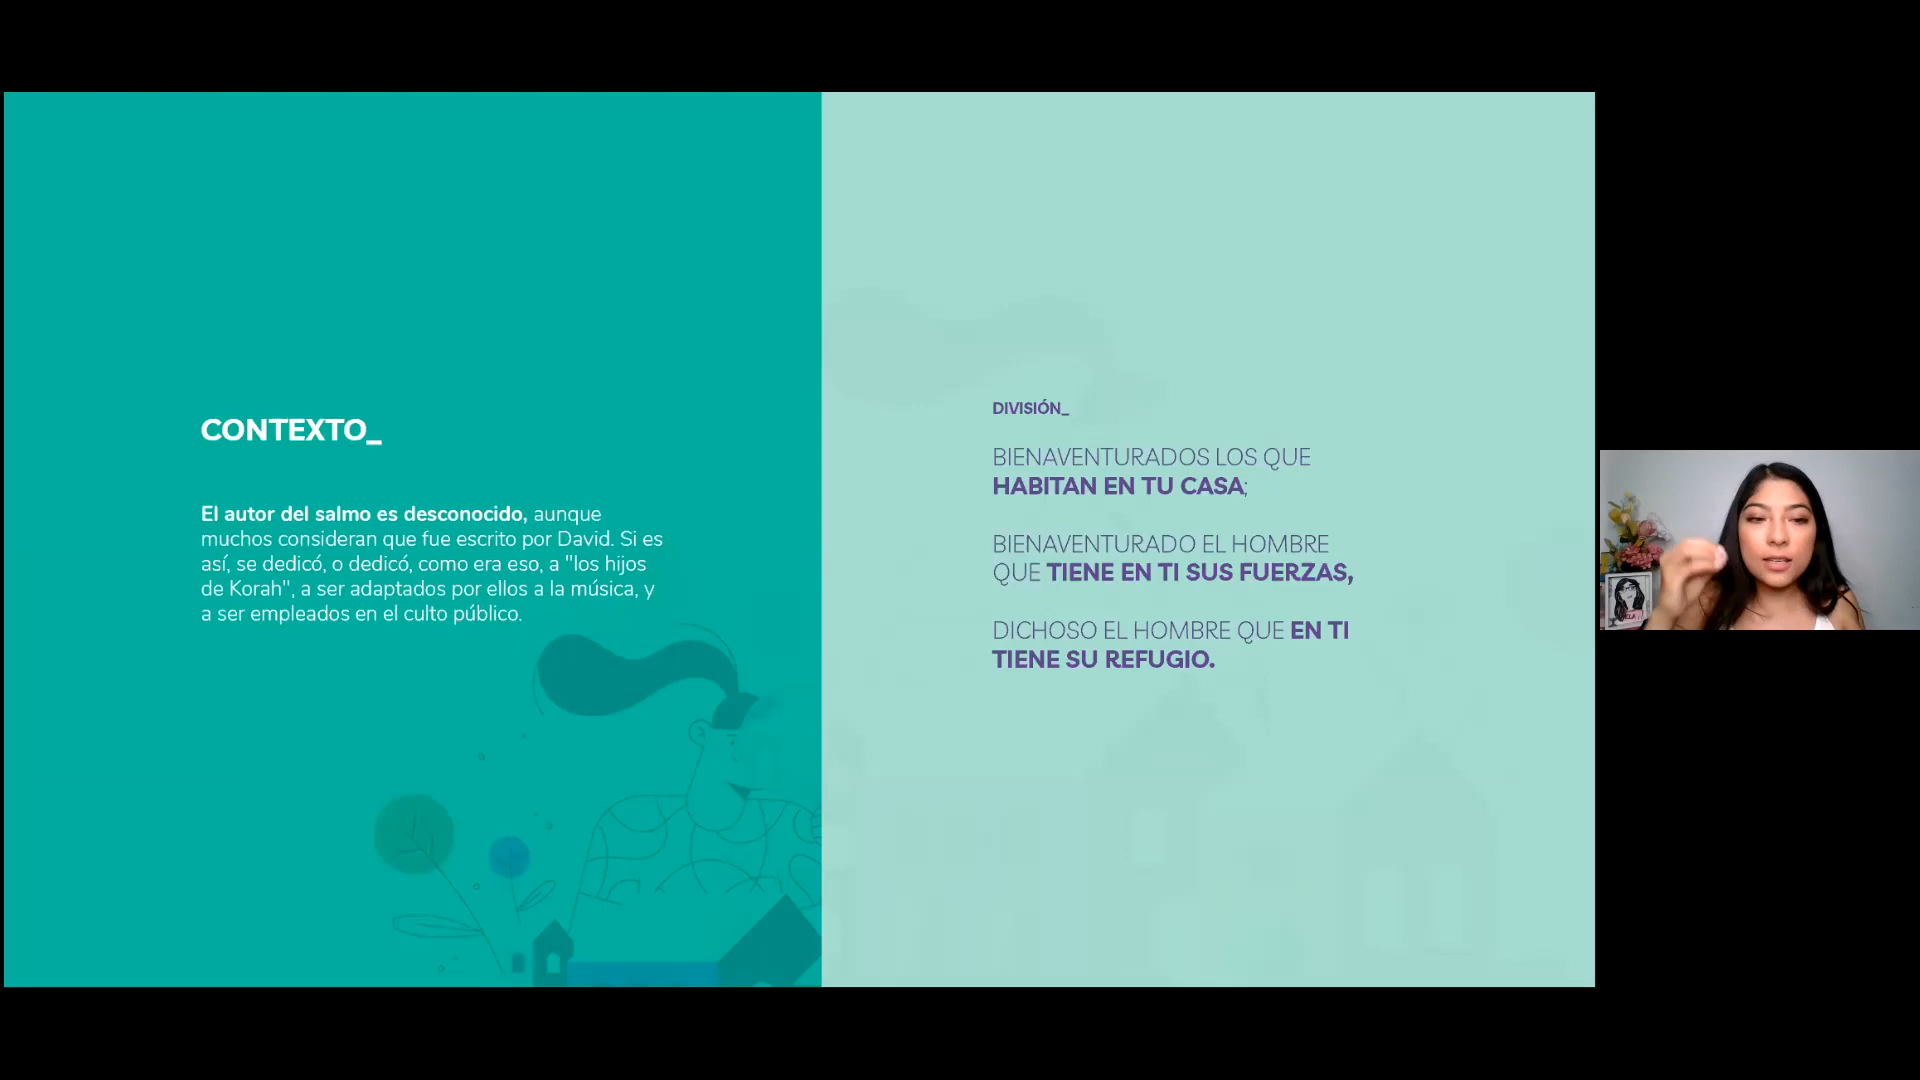 CONTEXTO_
El autor del salmo es desconocido, aunque
muchos consideran que fue escrito por David. Si es
así, se dedicó, o dedicó, como era eso, a "los hijos
de Korah", a ser adaptados por ellos a la música, y
a ser empleados en el culto público.
DIVISIÓN_
BIENAVENTURADOS LOS QUE
HABITAN EN TU CASA;
BIENAVENTURADO EL HOMBRE
QUE TIENE EN TI SUS FUERZAS,
DICHOSO EL HOMBRE QUE EN TI
TIENE SU REFUGIO.